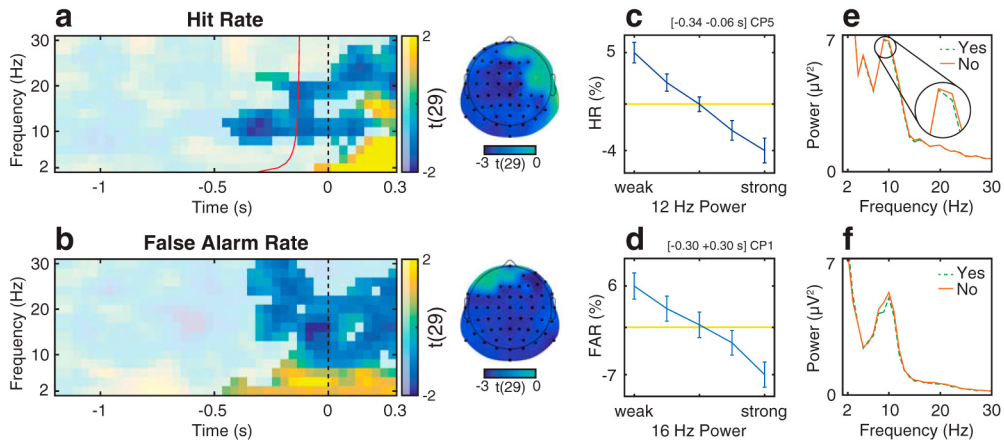 a
Hit Rate
Frequency (Hz)
30
20
10
2
-1
-0.5
0
0.3
Time (s)
2
-2
t(29)
-3
t(29)
0
c
[-0.34 -0.06 s] CP5
HR (%)
5
-4
weak
strong
12 Hz Power
e
Power (µV²)
7
0
Yes
No
2
10
20
30
Frequency (Hz)
b
False Alarm Rate
Frequency (Hz)
30
20
10
2
-1
-0.5
0
0.3
Time (s)
2
-2
t(29)
-3
t(29)
0
d
[-0.30 +0.30 s] CP1
FAR (%)
6
-7
weak
strong
16 Hz Power
f
Power (µV²)
7
0
Yes
No
2
10
20
30
Frequency (Hz)